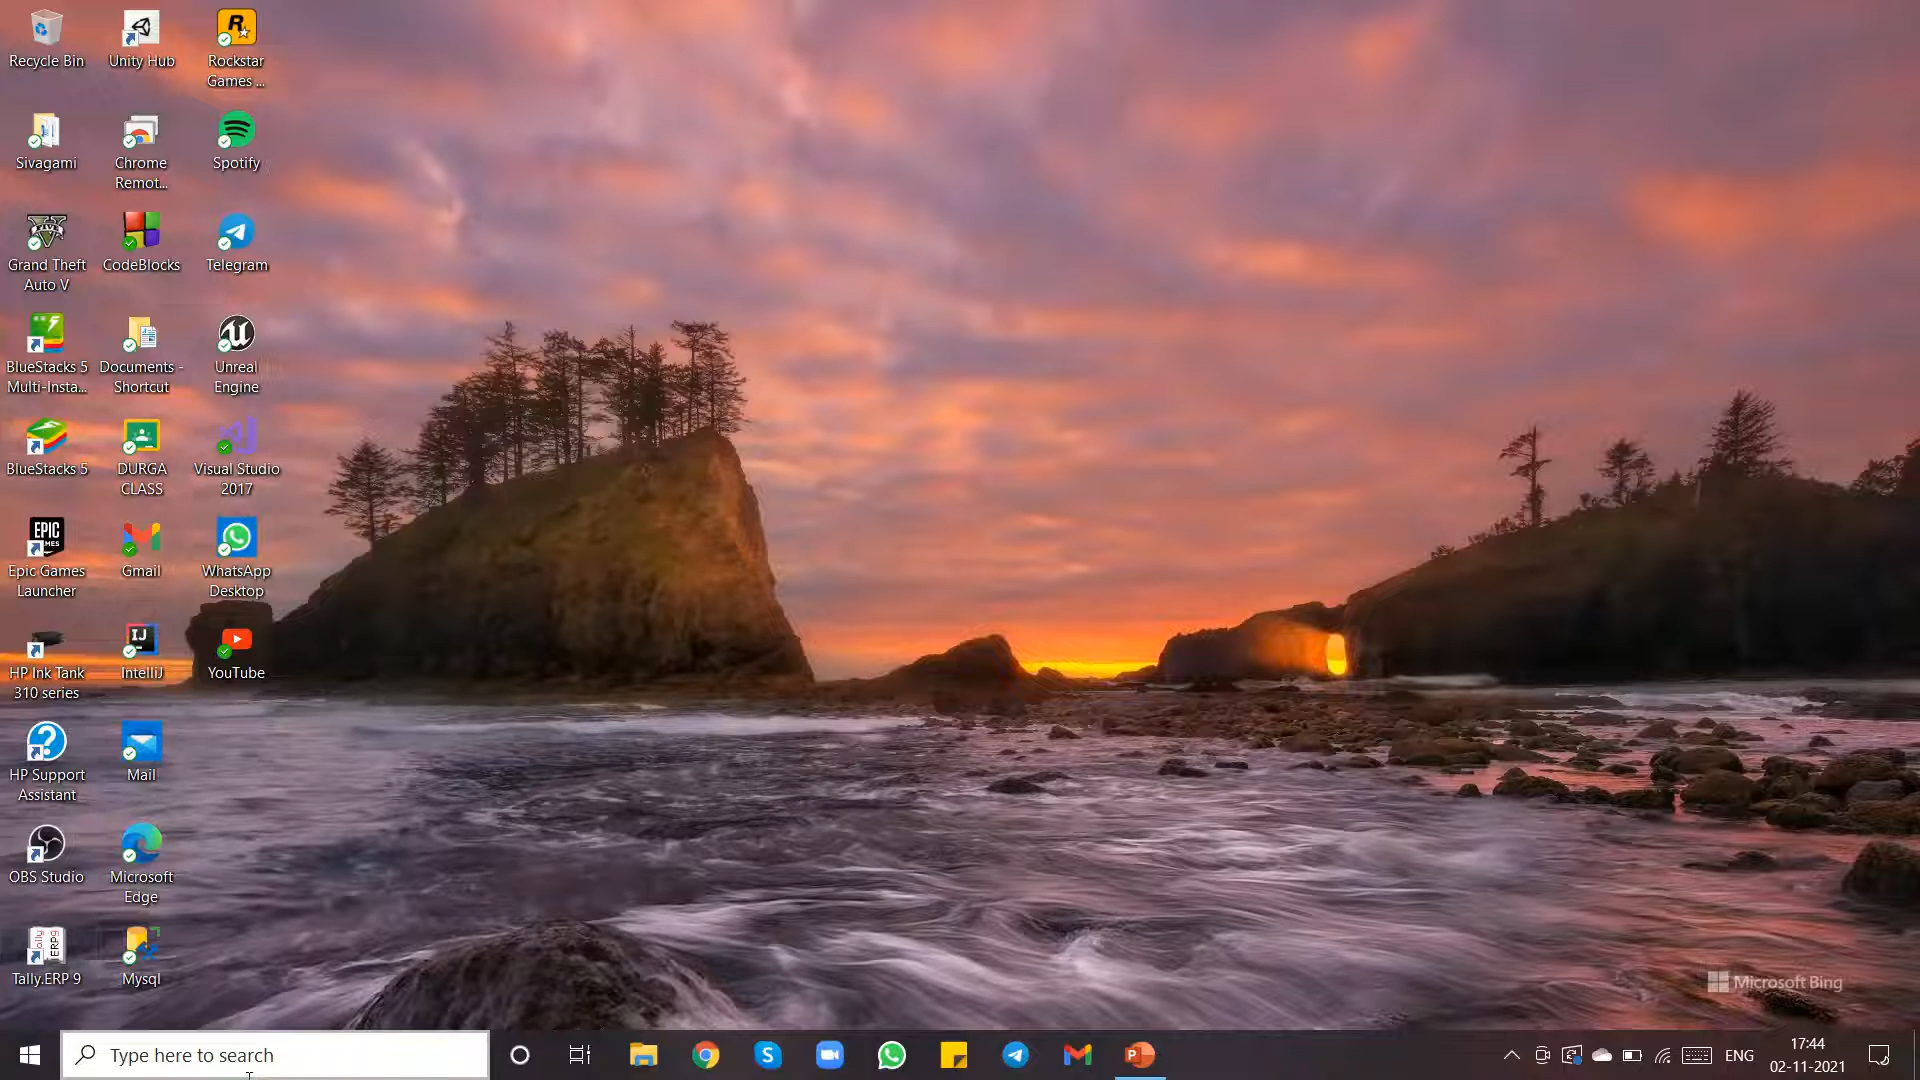 Recycle Bin
Unity Hub
Rockstar
Games ...
Sivagami
Chrome
Remot...
Spotify
Grand Theft
Auto V
CodeBlocks
Telegram
BlueStacks 5
Multi-Insta...
Documents -
Shortcut
Unreal
Engine
BlueStacks 5
DURGA
CLASS
Visual Studio
2017
EPIC
Epic Games
Launcher
Gmail
WhatsApp
Desktop
HP Ink Tank
310 series
IJ
IntelliJ
YouTube
HP Support
Assistant
Mail
OBS Studio
Microsoft
Edge
Tally.ERP 9
Mysql
Microsoft Bing
Type here to search
ENG
17:44
02-11-2021